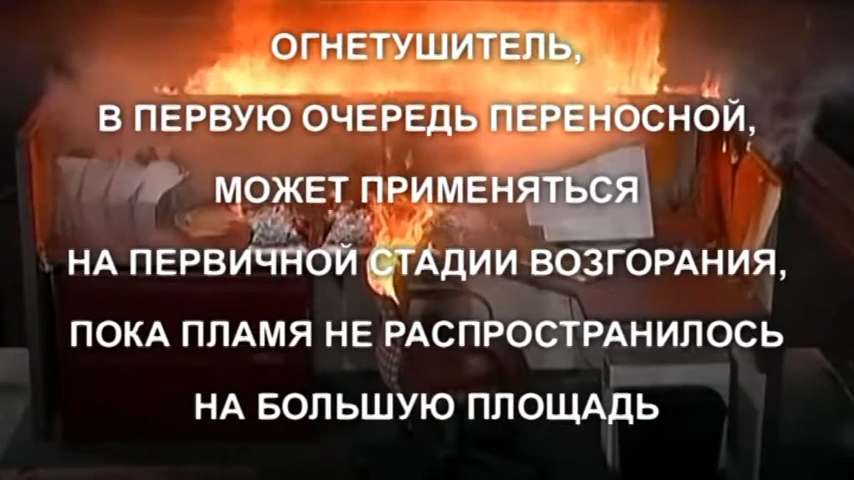 ОГНЕТУШИТЕЛЬ,
В ПЕРВУЮ ОЧЕРЕДЬ ПЕРЕНОСНОЙ,
МОЖЕТ ПРИМЕНЯТЬСЯ
НА ПЕРВИЧНОЙ СТАДИИ ВОЗГОРАНИЯ,
ПОКА ПЛАМЯ НЕ РАСПРОСТРАНИЛОСЬ
НА БОЛЬШУЮ ПЛОЩАДЬ